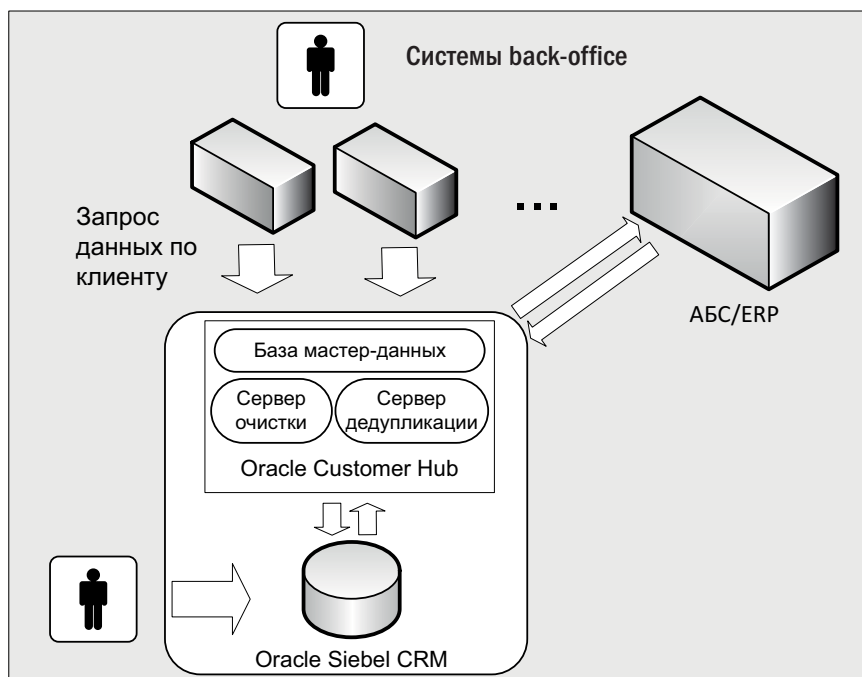 Системы back-office
Запрос
данных по
клиенту
...
АБС/ERP
База мастер-данных
Сервер
очистки
Сервер
дедупликации
Oracle Customer Hub
Oracle Siebel CRM